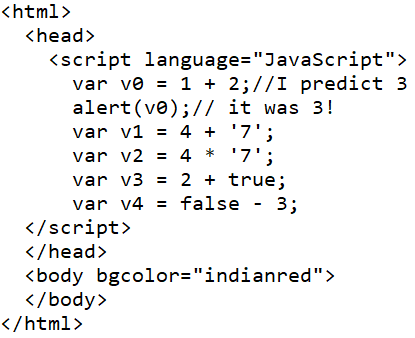 <html>
  <head>
    <script language="JavaScript">
      var v0 = 1 + 2;//I predict 3
      alert(v0);// it was 3!
      var v1 = 4 + '7';
      var v2 = 4 * '7';
      var v3 = 2 + true;
      var v4 = false - 3;
  </script>
  </head>
  <body bgcolor="indianred">
  </body>
</html>